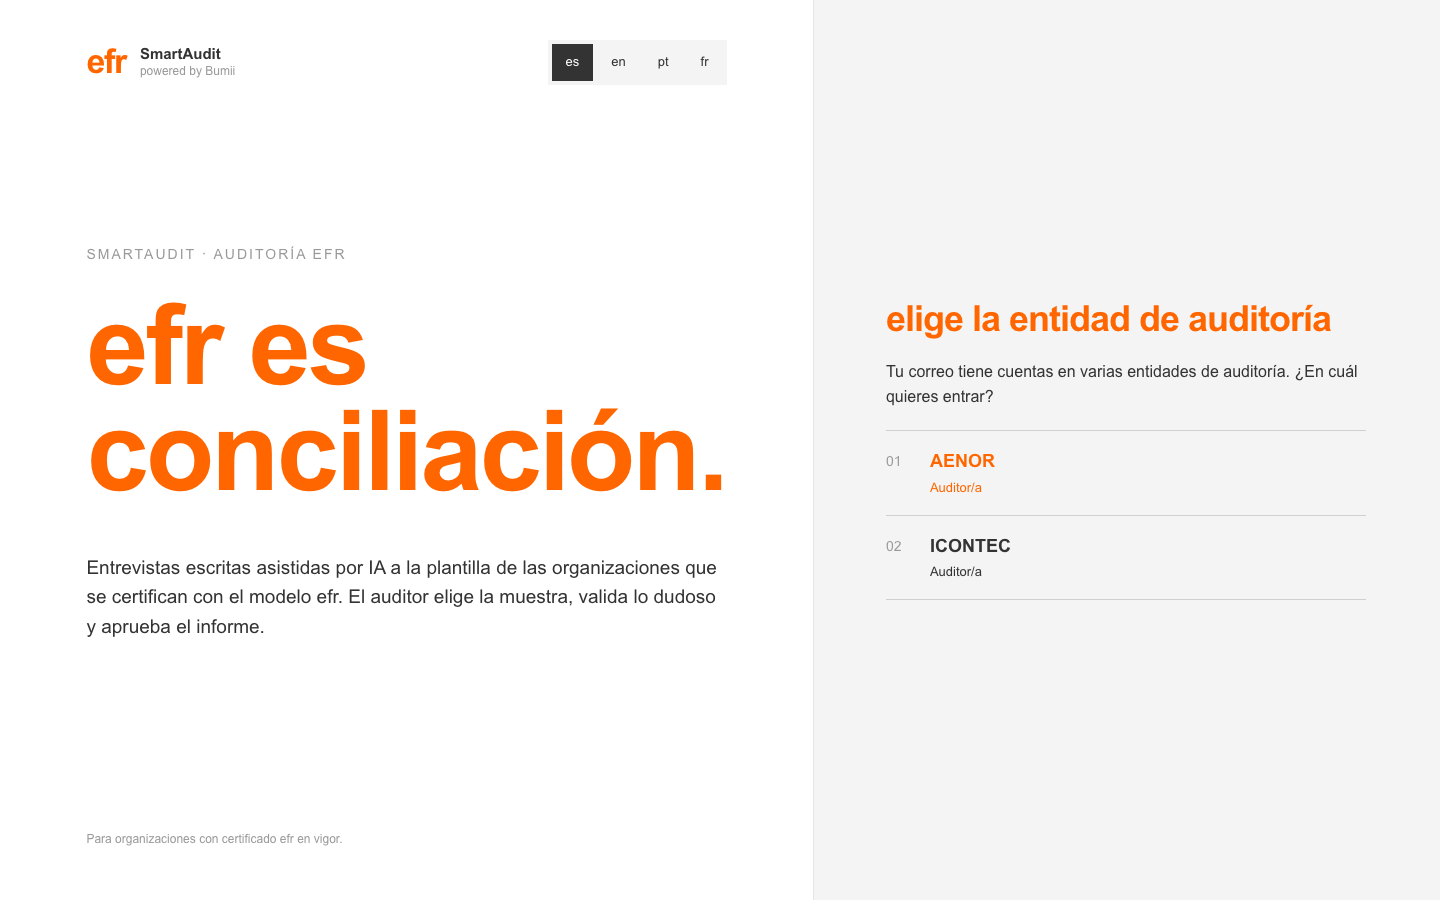 efr
SmartAudit
powered by Bumii
es en pt fr
SMARTAUDIT · AUDITORÍA EFR
efr es
conciliación.
Entrevistas escritas asistidas por IA a la plantilla de las organizaciones que
se certifican con el modelo efr. El auditor elige la muestra, valida lo dudoso
y aprueba el informe.
Para organizaciones con certificado efr en vigor.
elige la entidad de auditoría
Tu correo tiene cuentas en varias entidades de auditoría. ¿En cuál
quieres entrar?
01 AENOR
Auditor/a
02 ICONTEC
Auditor/a